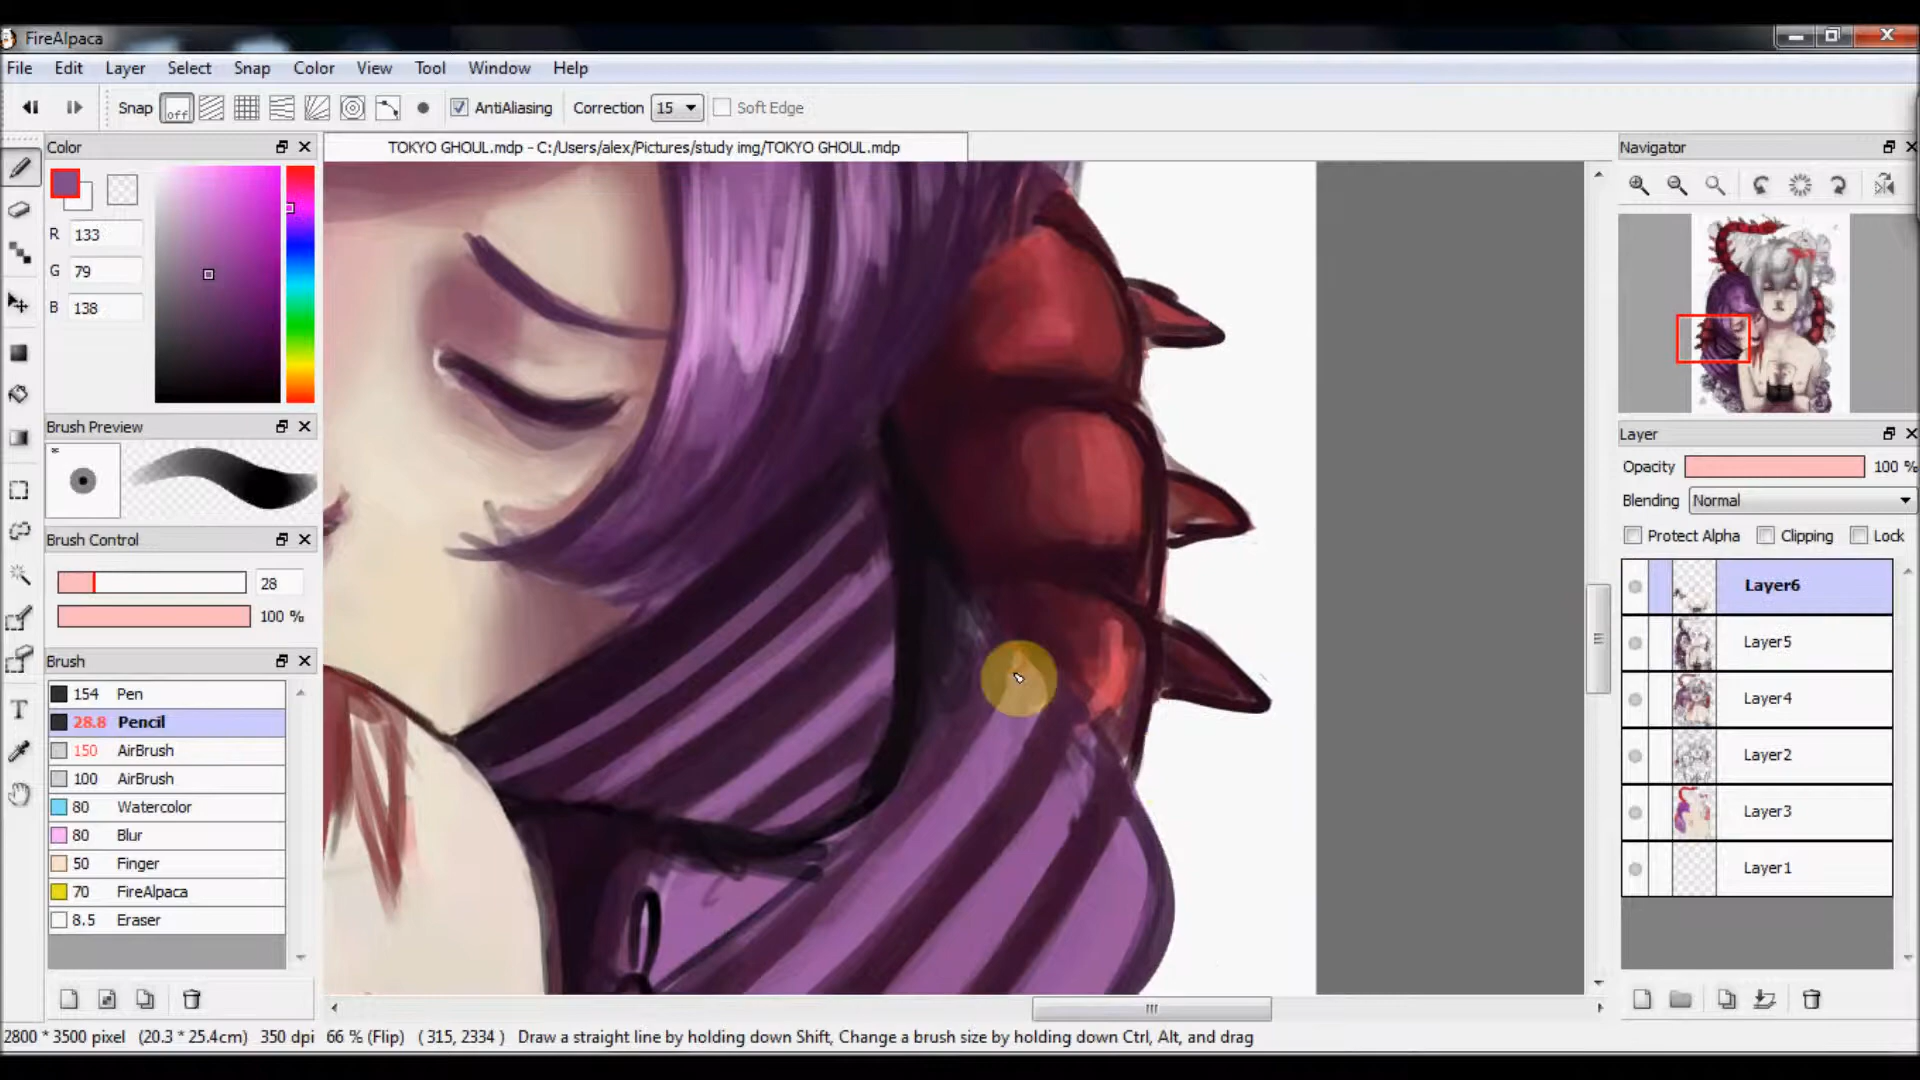 FireAlpaca
File Edit Layer Select Snap Color View Tool Window Help
Snap off AntiAliasing Correction 15 Soft Edge
Color
TOKYO GHOUL.mdp - C:/Users/alex/Pictures/study img/TOKYO GHOUL.mdp
Navigator
R 133
G 79
B 138
Brush Preview
Layer
Opacity 100 %
Blending Normal
Protect Alpha Clipping Lock
Brush Control
28
100 %
Layer6
Layer5
Layer4
Layer2
Layer3
Layer1
Brush
154 Pen
28.8 Pencil
150 AirBrush
100 AirBrush
80 Watercolor
80 Blur
50 Finger
70 FireAlpaca
8.5 Eraser
2800 * 3500 pixel (20.3 * 25.4cm) 350 dpi 66 % (Flip) ( 315, 2334 ) Draw a straight line by holding down Shift, Change a brush size by holding down Ctrl, Alt, and drag